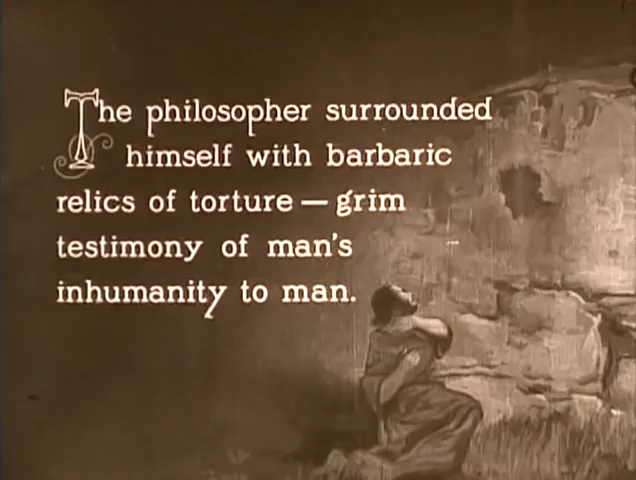 The philosopher surrounded
himself with barbaric
relics of torture — grim
testimony of man's
inhumanity to man.